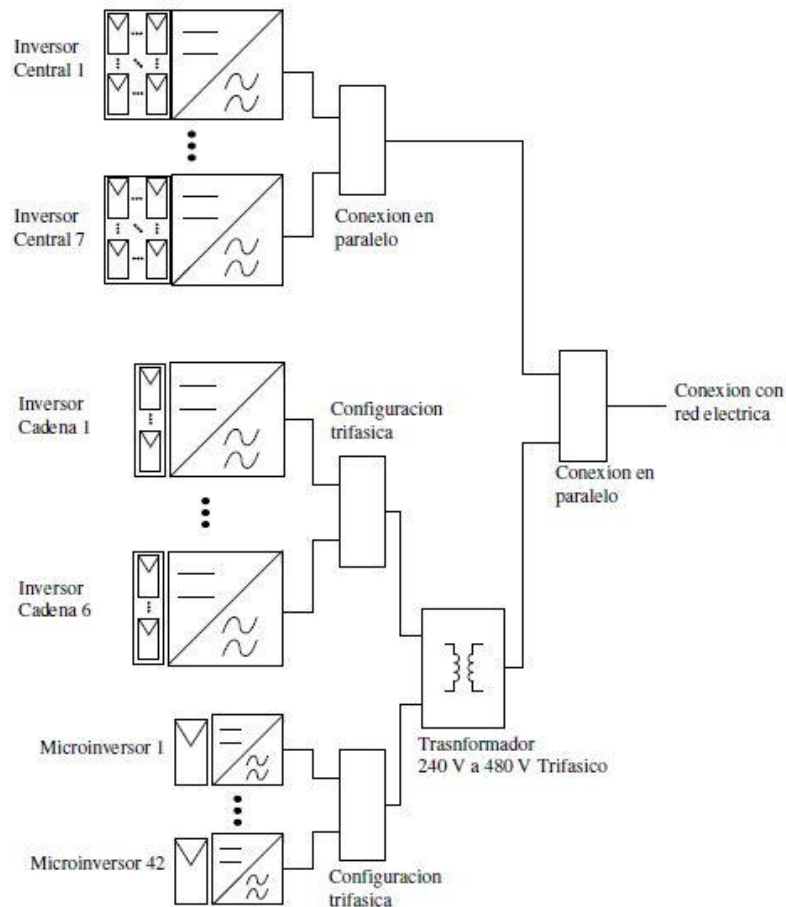 Inversor
Central 1
Inversor
Central 7
Conexion en
paralelo
Inversor
Cadena 1
Configuracion
trifasica
Conexion con
red electrica
Conexion en
paralelo
Inversor
Cadena 6
Microinversor 1
Trasnformador
240 V a 480 V Trifasico
Microinversor 42
Configuracion
trifasica